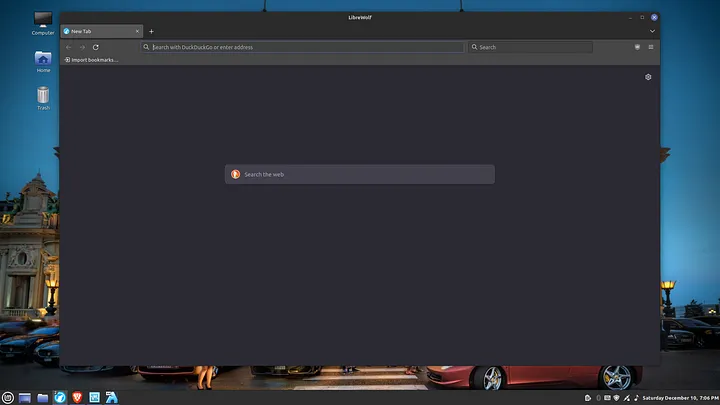 LibreWolf
Computer
New Tab
Search with DuckDuckGo or enter address
Search
Import bookmarks...
Home
Trash
Search the web
Saturday December 10, 7:06 PM